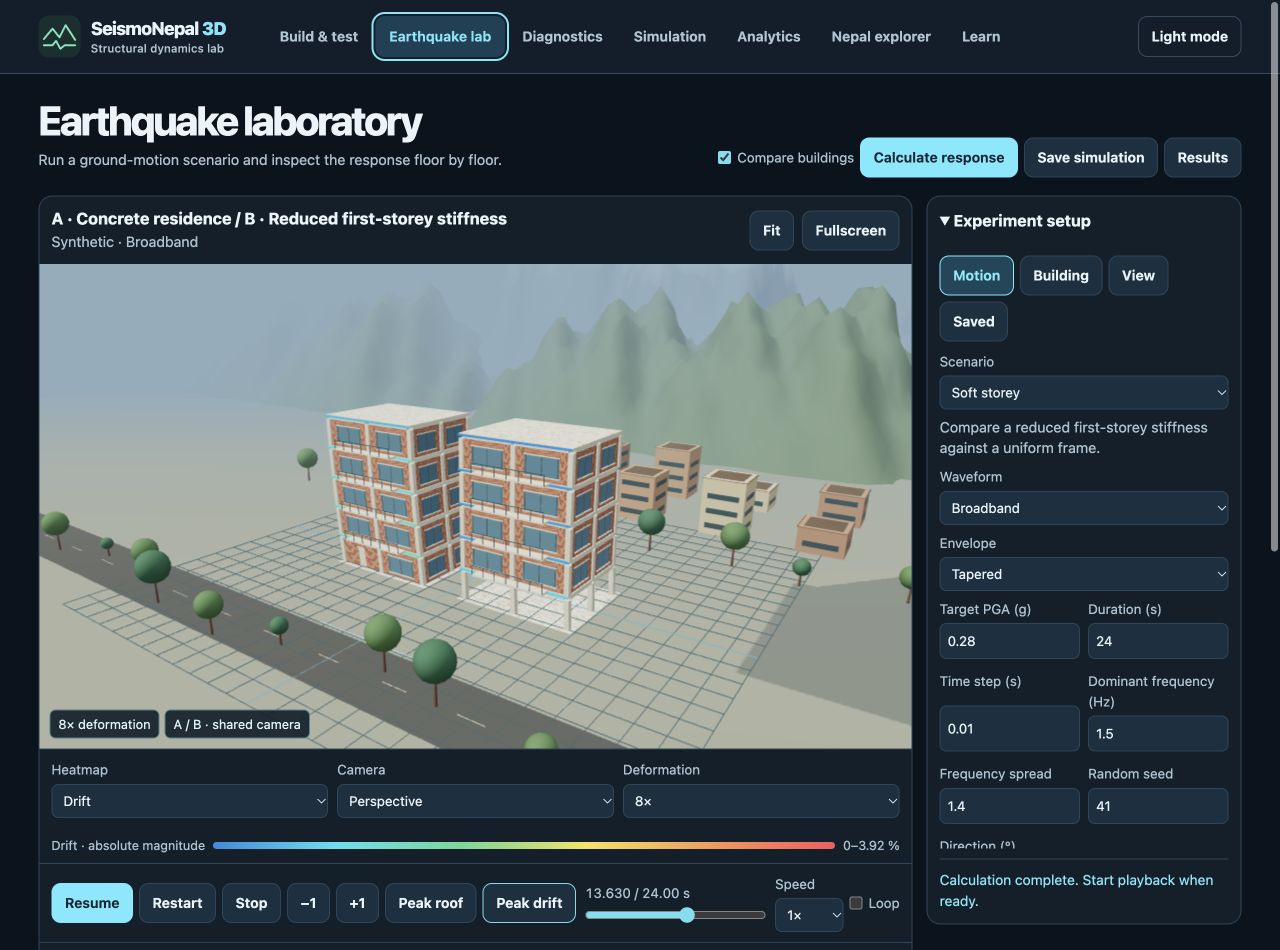 SeismoNepal 3D
Structural dynamics lab
Build & test
Earthquake lab
Diagnostics
Simulation
Analytics
Nepal explorer
Learn
Light mode
Earthquake laboratory
Run a ground-motion scenario and inspect the response floor by floor.
Compare buildings
Calculate response
Save simulation
Results
A · Concrete residence / B · Reduced first-storey stiffness
Synthetic · Broadband
Fit
Fullscreen
8× deformation
A / B · shared camera
Heatmap
Camera
Deformation
Drift
Perspective
8×
Drift · absolute magnitude
0–3.92 %
Resume
Restart
Stop
−1
+1
Peak roof
Peak drift
13.630 / 24.00 s
Speed
1×
Loop
Experiment setup
Motion
Building
View
Saved
Scenario
Soft storey
Compare a reduced first-storey stiffness
against a uniform frame.
Waveform
Broadband
Envelope
Tapered
Target PGA (g)
Duration (s)
0.28
24
Time step (s)
Dominant frequency
(Hz)
0.01
1.5
Frequency spread
Random seed
1.4
41
Direction (°)
Calculation complete. Start playback when
ready.